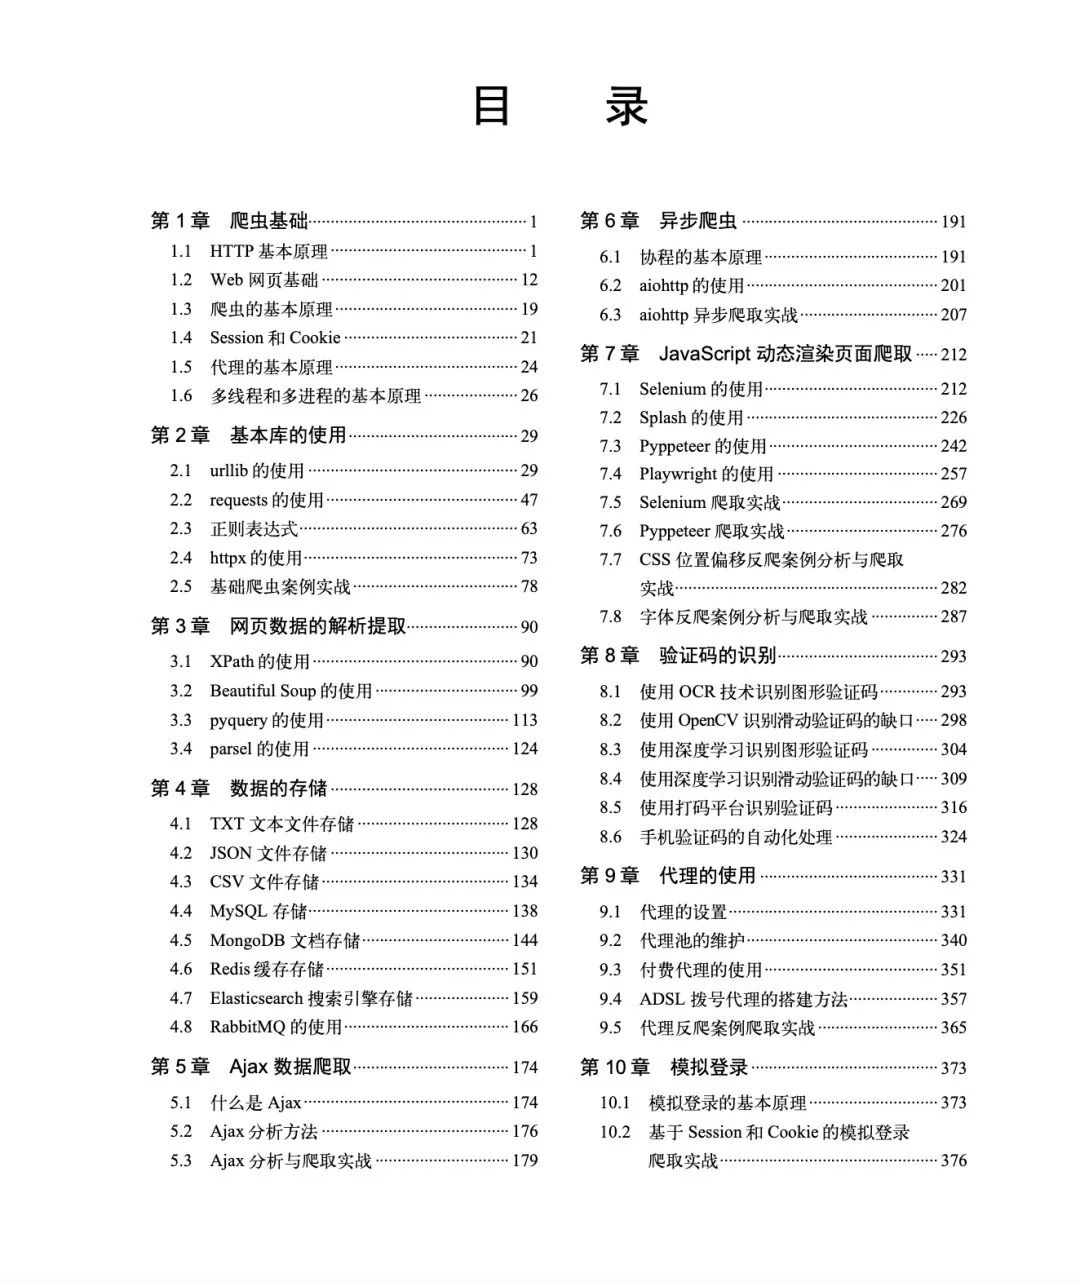 目 录
第 1 章 爬虫基础 1
1.1 HTTP 基本原理 1
1.2 Web 网页基础 12
1.3 爬虫的基本原理 19
1.4 Session 和 Cookie 21
1.5 代理的基本原理 24
1.6 多线程和多进程的基本原理 26
第 2 章 基本库的使用 29
2.1 urllib 的使用 29
2.2 requests 的使用 47
2.3 正则表达式 63
2.4 httpx 的使用 73
2.5 基础爬虫案例实战 78
第 3 章 网页数据的解析提取 90
3.1 XPath 的使用 90
3.2 Beautiful Soup 的使用 99
3.3 pyquery 的使用 113
3.4 parsel 的使用 124
第 4 章 数据的存储 128
4.1 TXT 文本文件存储 128
4.2 JSON 文件存储 130
4.3 CSV 文件存储 134
4.4 MySQL 存储 138
4.5 MongoDB 文档存储 144
4.6 Redis 缓存存储 151
4.7 Elasticsearch 搜索引擎存储 159
4.8 RabbitMQ 的使用 166
第 5 章 Ajax 数据爬取 174
5.1 什么是 Ajax 174
5.2 Ajax 分析方法 176
5.3 Ajax 分析与爬取实战 179
第 6 章 异步爬虫 191
6.1 协程的基本原理 191
6.2 aiohttp 的使用 201
6.3 aiohttp 异步爬取实战 207
第 7 章 JavaScript 动态渲染页面爬取 212
7.1 Selenium 的使用 212
7.2 Splash 的使用 226
7.3 Pyppeteer 的使用 242
7.4 Playwright 的使用 257
7.5 Selenium 爬取实战 269
7.6 Pyppeteer 爬取实战 276
7.7 CSS 位置偏移反爬案例分析与爬取
实战 282
7.8 字体反爬案例分析与爬取实战 287
第 8 章 验证码的识别 293
8.1 使用 OCR 技术识别图形验证码 293
8.2 使用 OpenCV 识别滑动验证码的缺口 298
8.3 使用深度学习识别图形验证码 304
8.4 使用深度学习识别滑动验证码的缺口 309
8.5 使用打码平台识别验证码 316
8.6 手机验证码的自动化处理 324
第 9 章 代理的使用 331
9.1 代理的设置 331
9.2 代理池的维护 340
9.3 付费代理的使用 351
9.4 ADSL 拨号代理的搭建方法 357
9.5 代理反爬案例爬取实战 365
第 10 章 模拟登录 373
10.1 模拟登录的基本原理 373
10.2 基于 Session 和 Cookie 的模拟登录
爬取实战 376